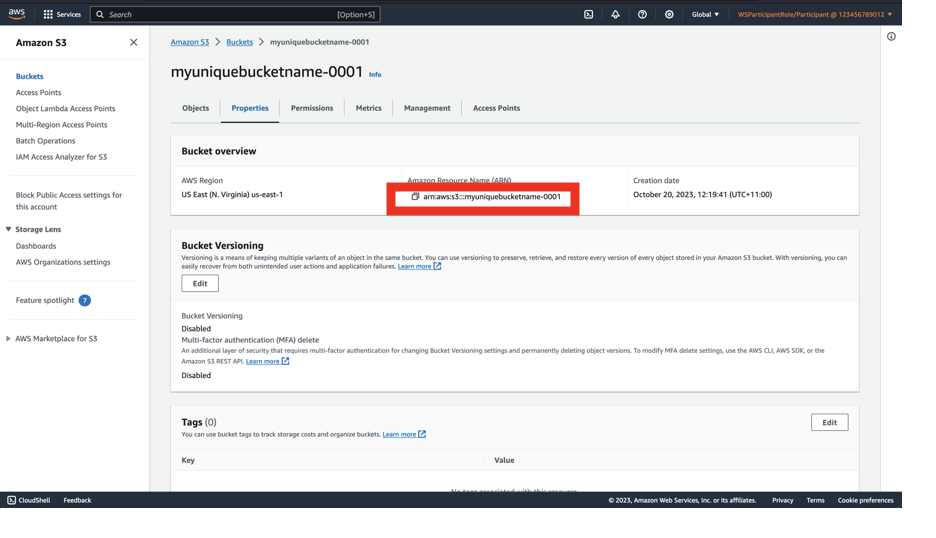 aws
Services
Search
[Option+S]
Global
WSParticipantRole/Participant @ 123456789012
Amazon S3
Buckets
Access Points
Object Lambda Access Points
Multi-Region Access Points
Batch Operations
IAM Access Analyzer for S3
Block Public Access settings for
this account
Storage Lens
Dashboards
AWS Organizations settings
Feature spotlight 7
AWS Marketplace for S3
Amazon S3 > Buckets > myuniquebucketname-0001
myuniquebucketname-0001 Info
Objects
Properties
Permissions
Metrics
Management
Access Points
Bucket overview
AWS Region
US East (N. Virginia) us-east-1
Amazon Resource Name (ARN)
arn:aws:s3:::myuniquebucketname-0001
Creation date
October 20, 2023, 12:19:41 (UTC+11:00)
Bucket Versioning
Versioning is a means of keeping multiple variants of an object in the same bucket. You can use versioning to preserve, retrieve, and restore every version of every object stored in your Amazon S3 bucket. With versioning, you can
easily recover from both unintended user actions and application failures. Learn more
Edit
Bucket Versioning
Disabled
Multi-factor authentication (MFA) delete
An additional layer of security that requires multi-factor authentication for changing Bucket Versioning settings and permanently deleting object versions. To modify MFA delete settings, use the AWS CLI, AWS SDK, or the
Amazon S3 REST API. Learn more
Disabled
Tags (0)
You can use bucket tags to track storage costs and organize buckets. Learn more
Edit
Key
Value
No tags associated with this resource
CloudShell
Feedback
© 2023, Amazon Web Services, Inc. or its affiliates.
Privacy
Terms
Cookie preferences